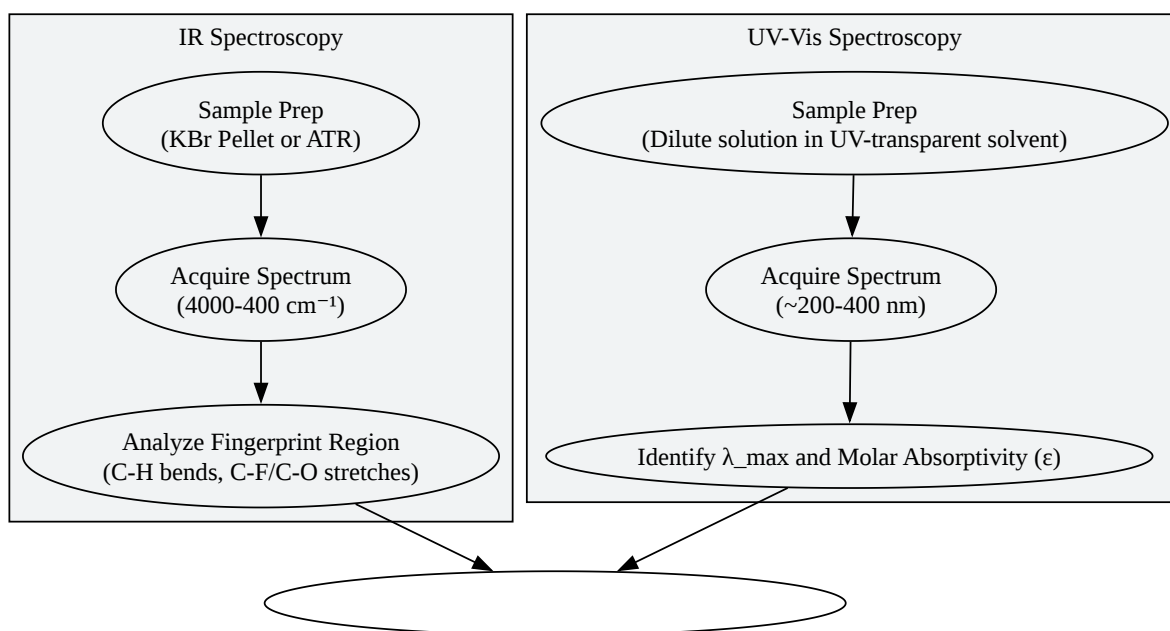 IR Spectroscopy
Sample Prep
(KBr Pellet or ATR)
Acquire Spectrum
(4000-400 cm⁻¹)
Analyze Fingerprint Region
(C-H bends, C-F/C-O stretches)
UV-Vis Spectroscopy
Sample Prep
(Dilute solution in UV-transparent solvent)
Acquire Spectrum
(~200-400 nm)
Identify λ_max and Molar Absorptivity (ε)